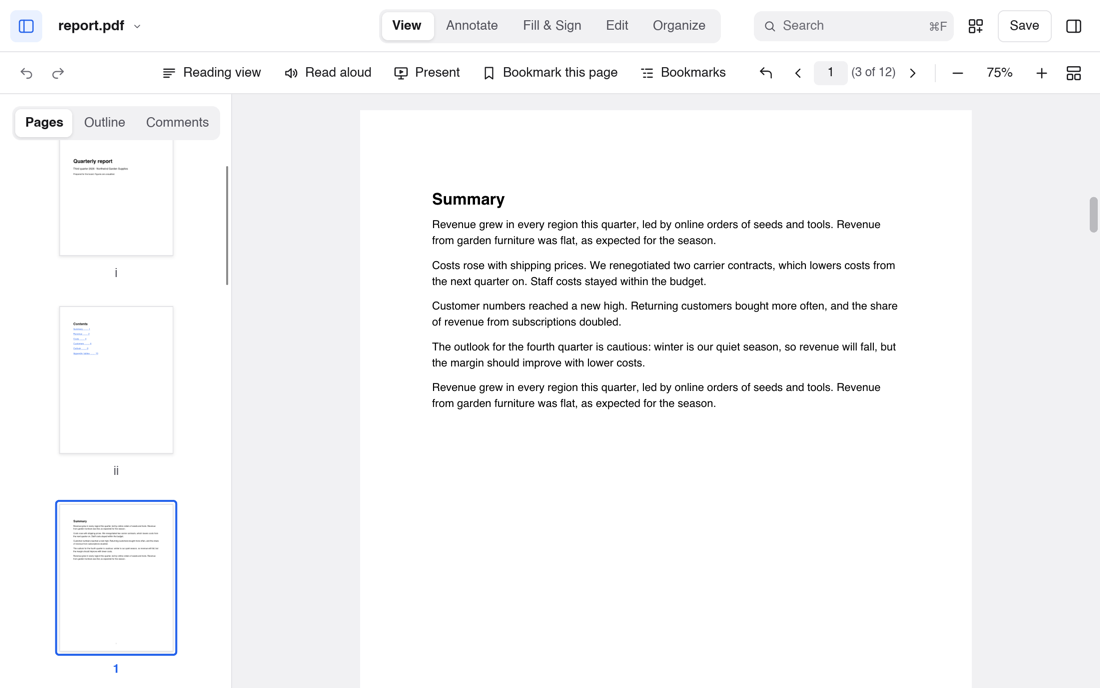 report.pdf
View Annotate Fill & Sign Edit Organize
Search ⌘F
Save
Reading view Read aloud Present Bookmark this page Bookmarks
1 (3 of 12)
75%
Pages Outline Comments
Quarterly report
i
Contents
ii
Summary
1
Summary
Revenue grew in every region this quarter, led by online orders of seeds and tools. Revenue
from garden furniture was flat, as expected for the season.
Costs rose with shipping prices. We renegotiated two carrier contracts, which lowers costs from
the next quarter on. Staff costs stayed within the budget.
Customer numbers reached a new high. Returning customers bought more often, and the share
of revenue from subscriptions doubled.
The outlook for the fourth quarter is cautious: winter is our quiet season, so revenue will fall, but
the margin should improve with lower costs.
Revenue grew in every region this quarter, led by online orders of seeds and tools. Revenue
from garden furniture was flat, as expected for the season.